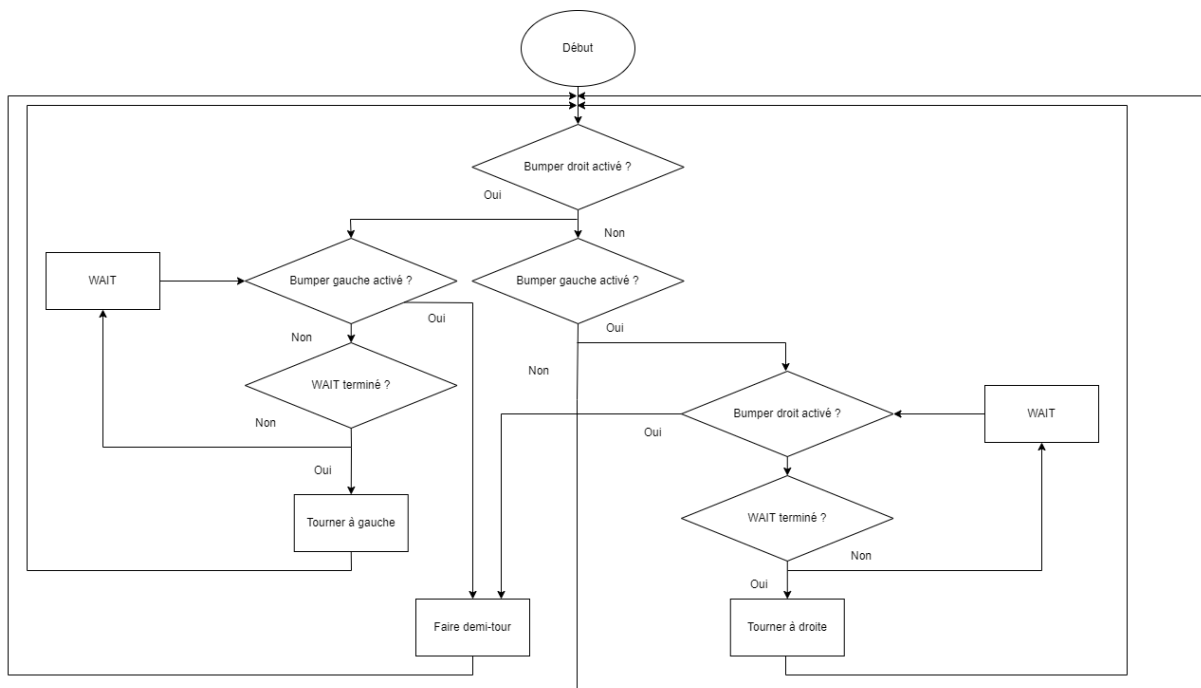 Début
Bumper droit activé ?
Oui
Non
WAIT
Bumper gauche activé ?
Bumper gauche activé ?
Oui
Oui
Non
WAIT terminé ?
Non
Bumper droit activé ?
WAIT
Non
Oui
Oui
Tourner à gauche
WAIT terminé ?
Non
Oui
Faire demi-tour
Tourner à droite